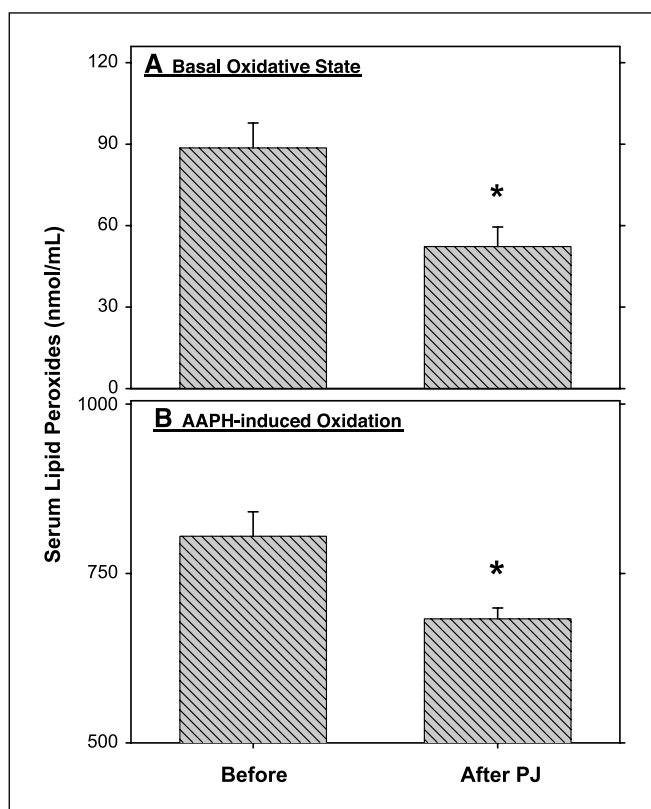 A Basal Oxidative State
120
90
*
60
30
0
Serum Lipid Peroxides (nmol/mL)
1000
B AAPH-induced Oxidation
750
*
500
Before After PJ